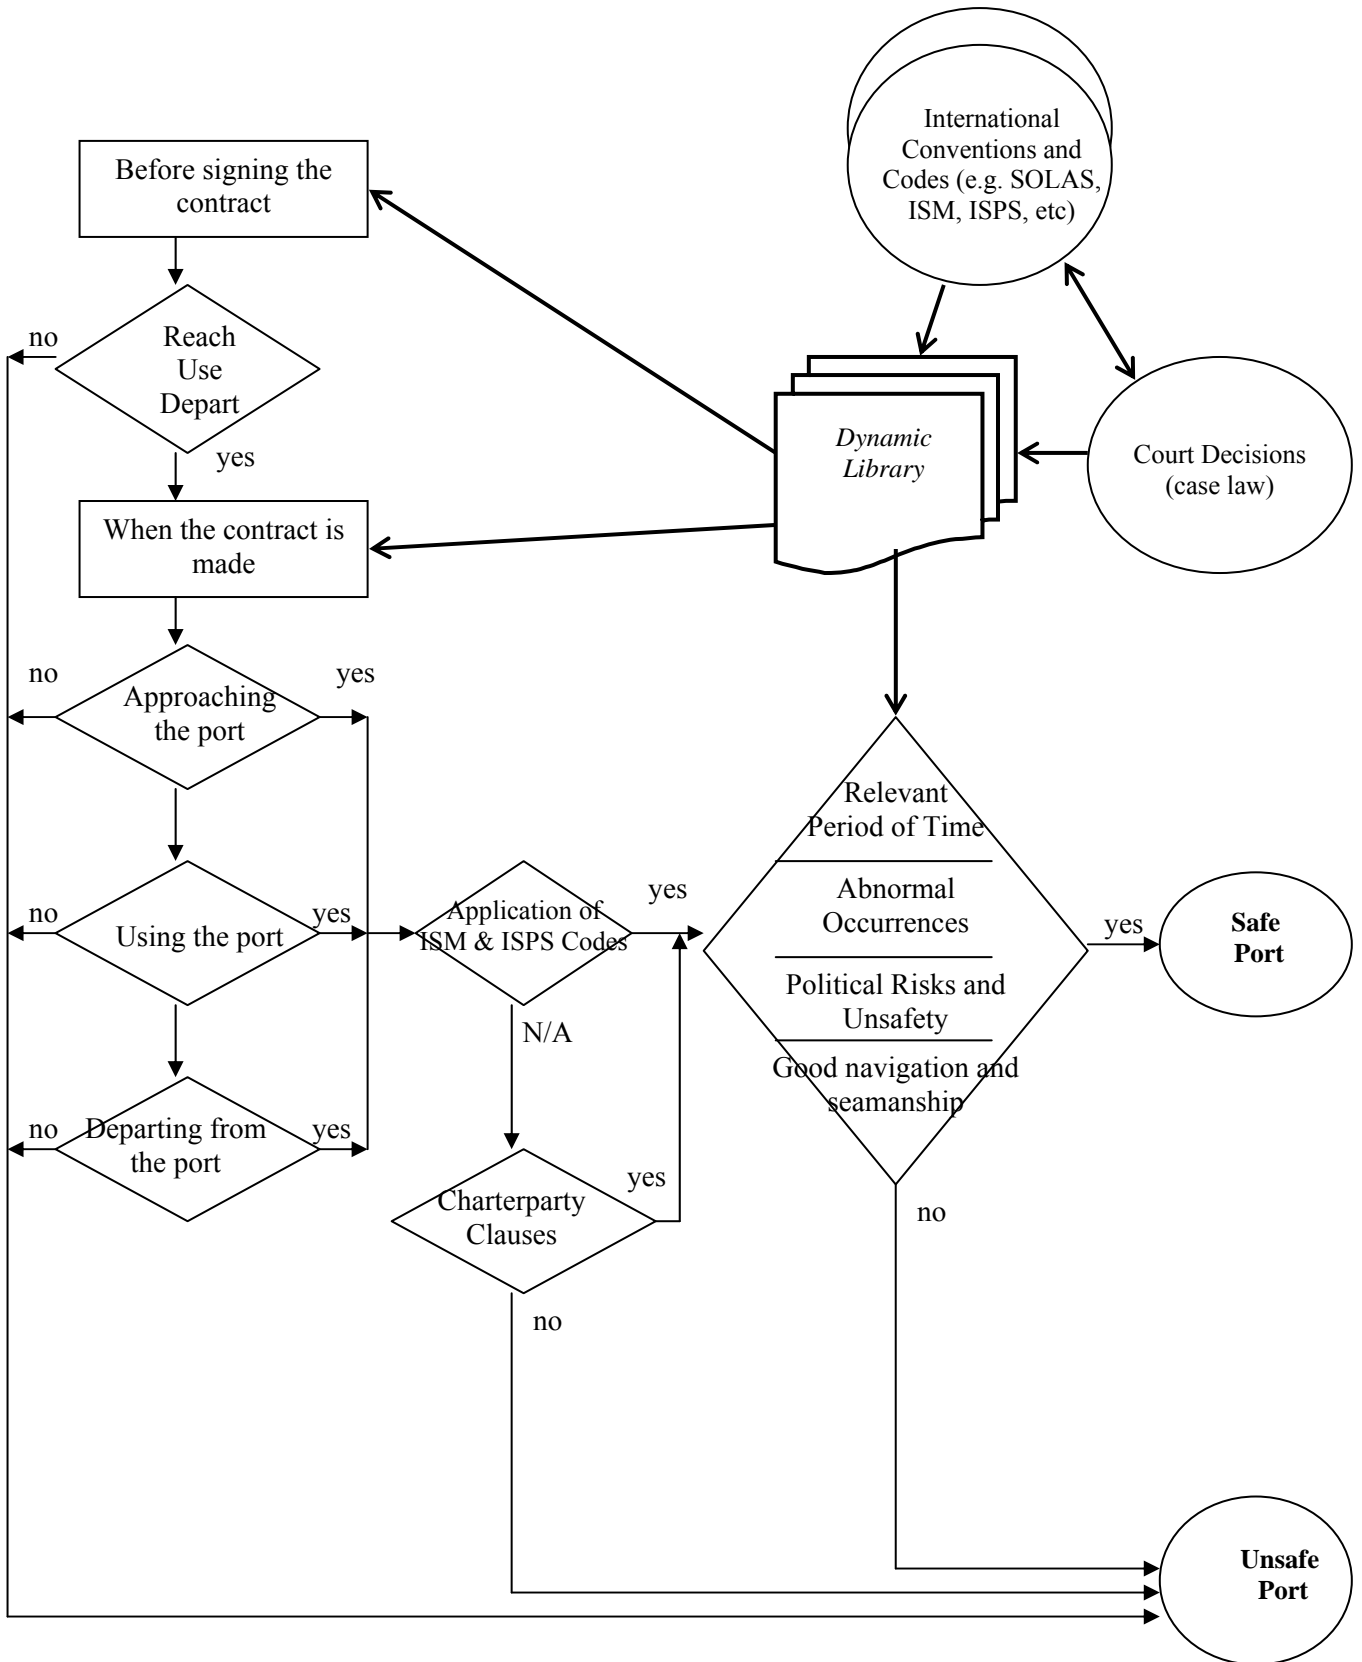 International
Conventions and
Codes (e.g. SOLAS,
ISM, ISPS, etc)
Before signing the
contract
no
Reach
Use
Depart
yes
Dynamic
Library
Court Decisions
(case law)
When the contract is
made
no
yes
Approaching
the port
Relevant
Period of Time
no
Using the port
yes
Application of
ISM & ISPS Codes
yes
Abnormal
Occurrences
yes
Safe
Port
Political Risks and
Unsafety
N/A
Good navigation and
seamanship
no
Departing from
the port
yes
Charterparty
Clauses
yes
no
no
Unsafe
Port